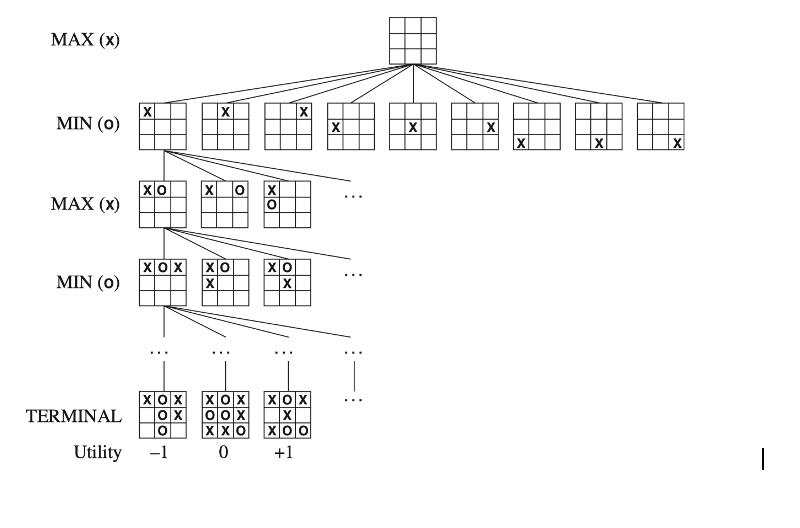 MAX (x)
MIN (o)
X X X X X X X X X
MAX (x)
X O X O X
O
...
MIN (o)
X O X X O X O
X X
...
... ... ... ...
TERMINAL
X O X X O X X O X
O X O O X X
O X X O X O O
...
Utility –1 0 +1